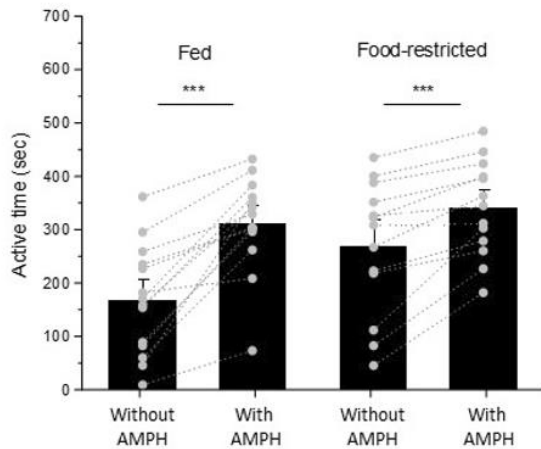 700
600
500
400
300
200
100
0
Active time (sec)
Fed
Food-restricted
***
***
Without
AMPH
With
AMPH
Without
AMPH
With
AMPH